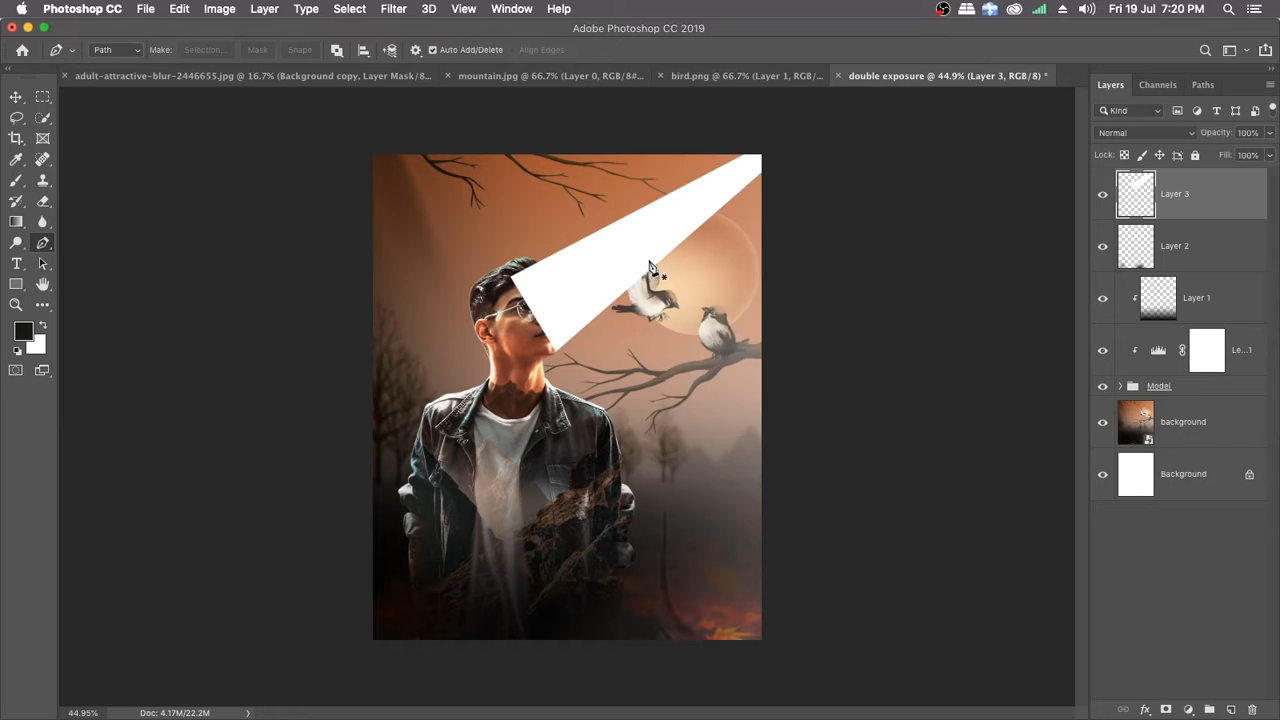 Photoshop CC File Edit Image Layer Type Select Filter 3D View Window Help Fri 19 Jul 7:20 PM
Adobe Photoshop CC 2019
Path Make: Selection... Mask Shape Auto Add/Delete Align Edges
adult-attractive-blur-2446655.jpg @ 16.7% (Background copy, Layer Mask/8... mountain.jpg @ 66.7% (Layer 0, RGB/8#... bird.png @ 66.7% (Layer 1, RGB/... double exposure @ 44.9% (Layer 3, RGB/8) *
Layers Channels Paths
Kind
Normal Opacity: 100%
Lock: Fill: 100%
Layer 3
Layer 2
Layer 1
Le...1
Model
background
Background
44.95% Doc: 4.17M/22.2M